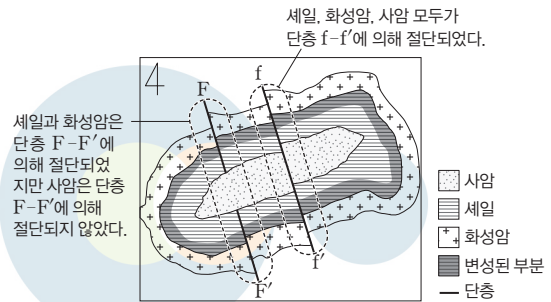 셰일, 화성암, 사암 모두가
단층 f-f′에 의해 절단되었다.
4
F
f
셰일과 화성암은
단층 F-F′에
의해 절단되었
지만 사암은 단층
F-F′에 의해
절단되지 않았다.
f′
F′
사암
셰일
화성암
변성된 부분
단층